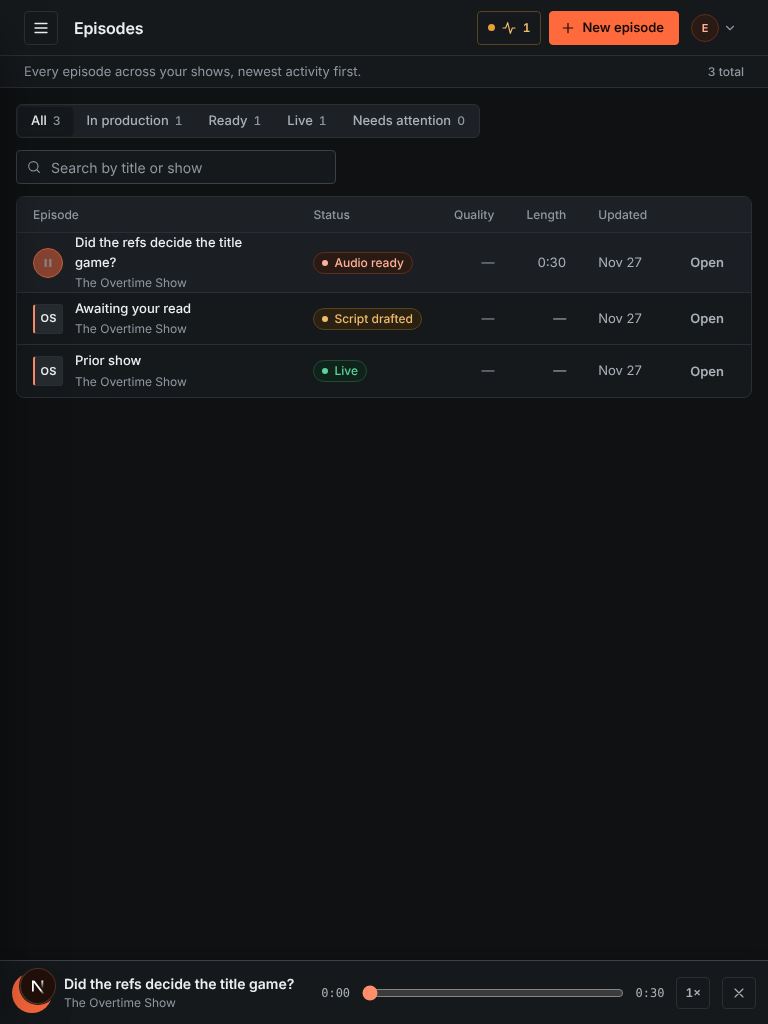 Episodes
1
New episode
E
Every episode across your shows, newest activity first.
3 total
All 3
In production 1
Ready 1
Live 1
Needs attention 0
Search by title or show
Episode Status Quality Length Updated
Did the refs decide the title
game?
The Overtime Show
Audio ready — 0:30 Nov 27 Open
OS
Awaiting your read
The Overtime Show
Script drafted — — Nov 27 Open
OS
Prior show
The Overtime Show
Live — — Nov 27 Open
N
Did the refs decide the title game?
The Overtime Show
0:00
0:30
1×